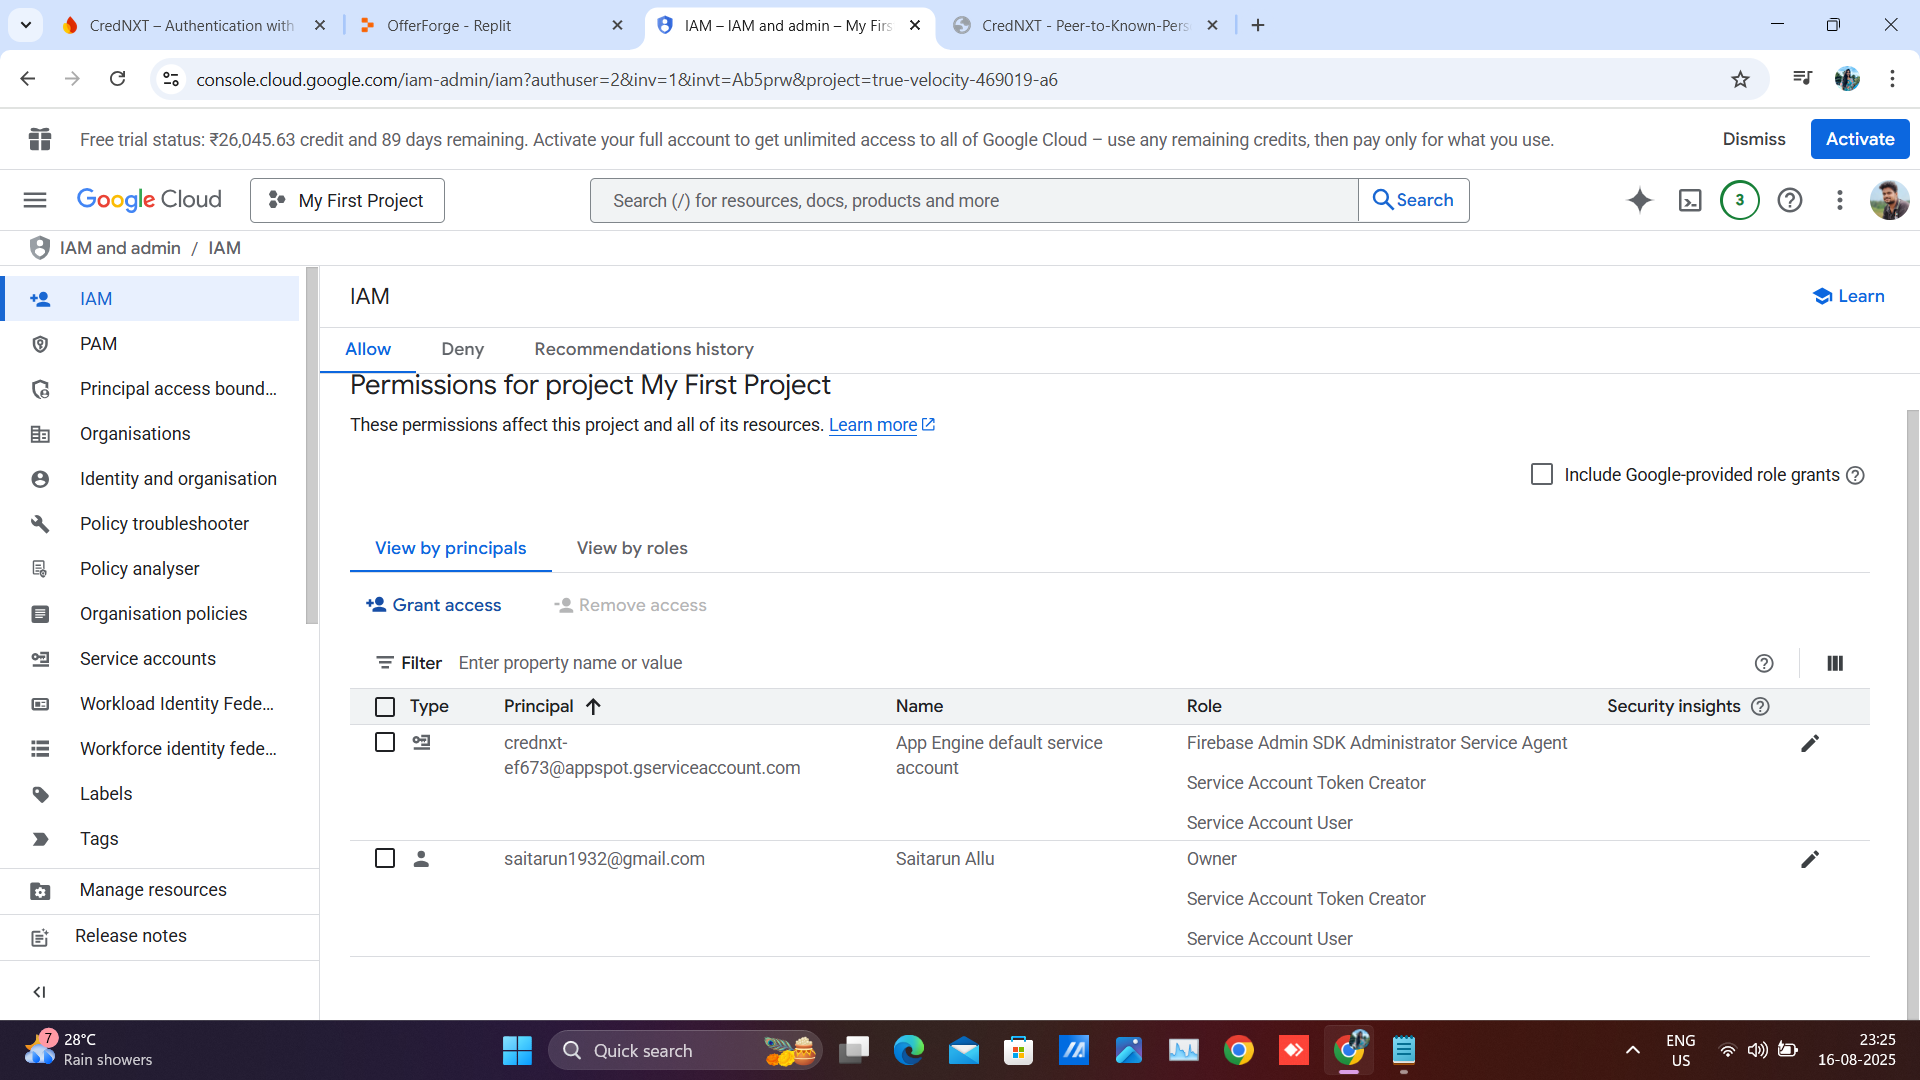 CredNXT – Authentication with
OfferForge - Replit
IAM – IAM and admin – My Firs
CredNXT - Peer-to-Known-Pers
console.cloud.google.com/iam-admin/iam?authuser=2&inv=1&invt=Ab5prw&project=true-velocity-469019-a6
Free trial status: ₹26,045.63 credit and 89 days remaining. Activate your full account to get unlimited access to all of Google Cloud – use any remaining credits, then pay only for what you use.
Dismiss
Activate
Google Cloud
My First Project
Search (/) for resources, docs, products and more
Search
3
IAM and admin / IAM
IAM
PAM
Principal access bound...
Organisations
Identity and organisation
Policy troubleshooter
Policy analyser
Organisation policies
Service accounts
Workload Identity Fede...
Workforce identity fede...
Labels
Tags
Manage resources
Release notes
IAM
Learn
Allow
Deny
Recommendations history
Permissions for project My First Project
These permissions affect this project and all of its resources. Learn more
Include Google-provided role grants
View by principals
View by roles
Grant access
Remove access
Filter Enter property name or value
Type Principal Name Role Security insights
crednxt-
ef673@appspot.gserviceaccount.com
App Engine default service
account
Firebase Admin SDK Administrator Service Agent
Service Account Token Creator
Service Account User
saitarun1932@gmail.com
Saitarun Allu
Owner
Service Account Token Creator
Service Account User
7
28°C
Rain showers
Quick search
ENG
US
23:25
16-08-2025